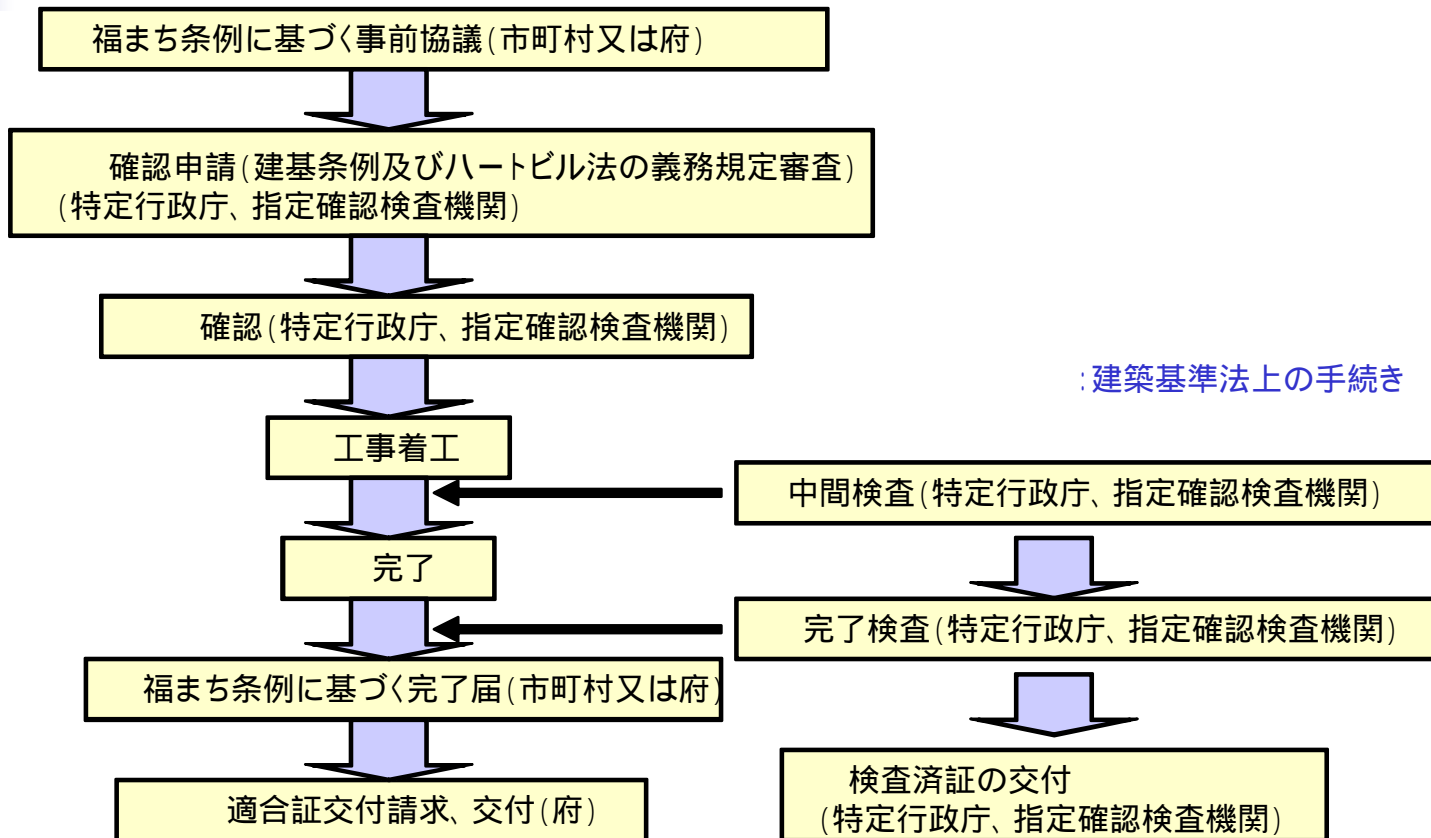 福まち条例に基づく事前協議(市町村又は府)
確認申請(建基条例及びハートビル法の義務規定審査)
(特定行政庁、指定確認検査機関)
確認(特定行政庁、指定確認検査機関)
:建築基準法上の手続き
工事着工
中間検査(特定行政庁、指定確認検査機関)
完了
完了検査(特定行政庁、指定確認検査機関)
福まち条例に基づく完了届(市町村又は府)
適合証交付請求、交付(府)
検査済証の交付
(特定行政庁、指定確認検査機関)